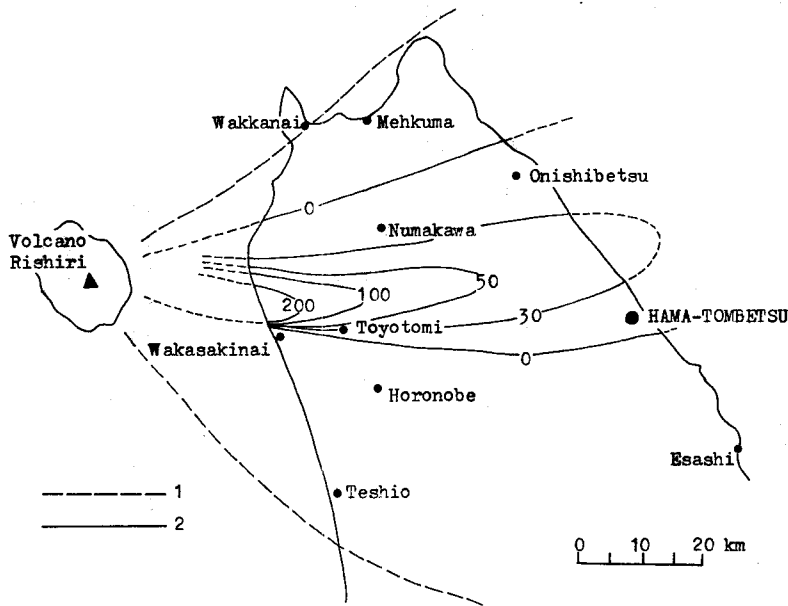 Wakkanai
Mehkuma
Onishibetsu
0
Volcano
Rishiri
Numakawa
50
100
200
30
HAMA-TOMBETSU
Toyotomi
Wakasakinai
0
Horonobe
Esashi
1
Teshio
2
0 10 20 km